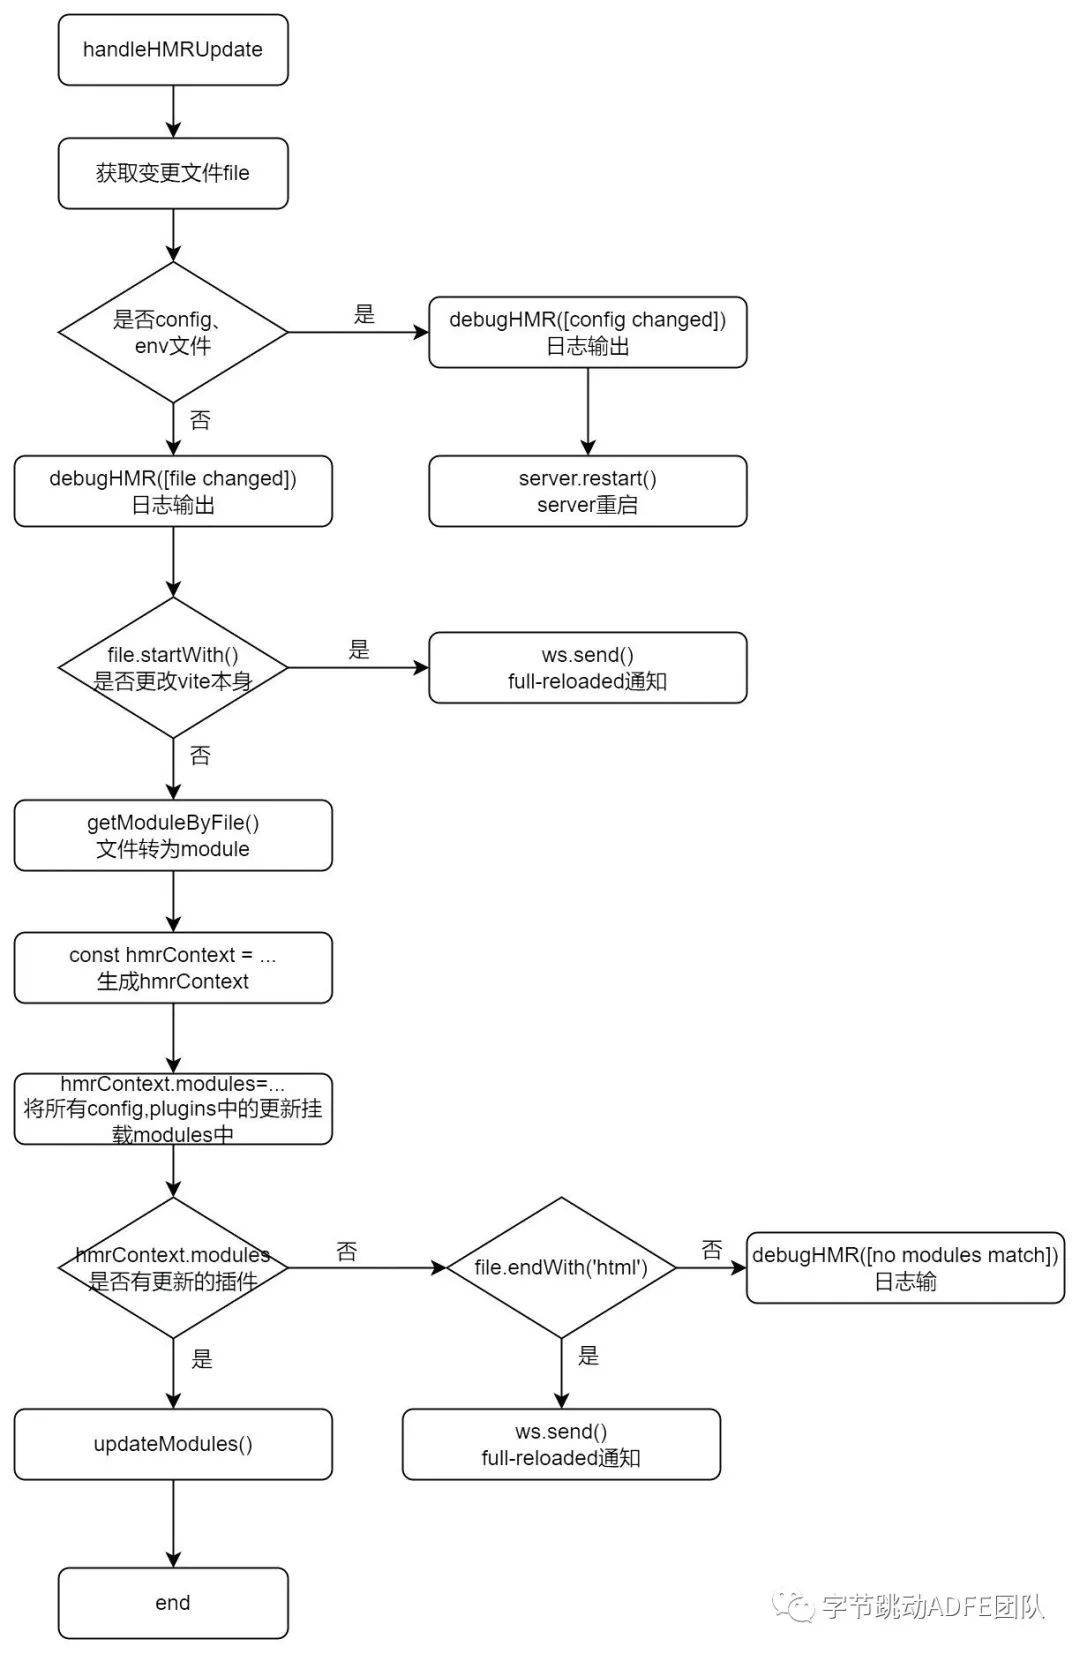 handleHMRUpdate
获取变更文件file
是否config、
env文件
是
debugHMR([config changed])
日志输出
否
debugHMR([file changed])
日志输出
server.restart()
server重启
file.startWith()
是否更改vite本身
是
ws.send()
full-reloaded通知
否
getModuleByFile()
文件转为module
const hmrContext = ...
生成hmrContext
hmrContext.modules=...
将所有config,plugins中的更新挂
载modules中
hmrContext.modules
是否有更新的插件
否
file.endWith('html')
否
debugHMR([no modules match])
日志输
是
是
updateModules()
ws.send()
full-reloaded通知
end
字节跳动ADFE团队